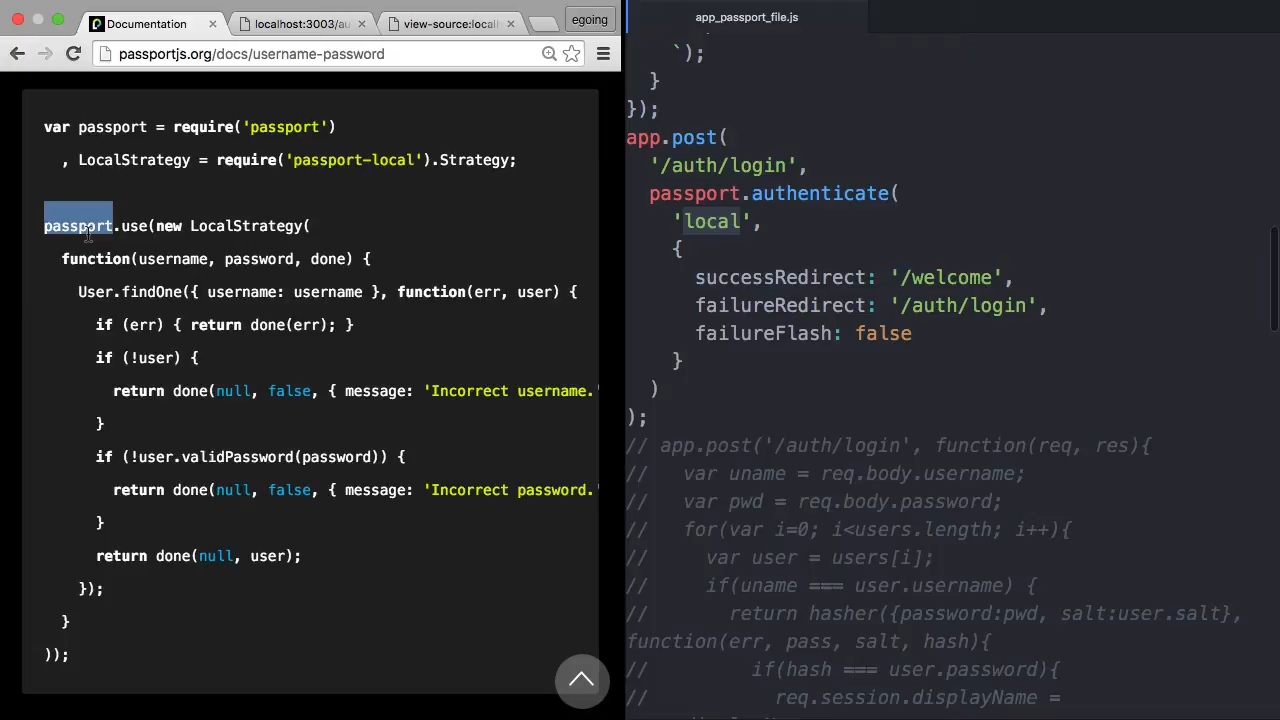 Documentation
localhost:3003/au
view-source:locall
egoing
passportjs.org/docs/username-password
var passport = require('passport')
, LocalStrategy = require('passport-local').Strategy;
passport.use(new LocalStrategy(
function(username, password, done) {
User.findOne({ username: username }, function(err, user) {
if (err) { return done(err); }
if (!user) {
return done(null, false, { message: 'Incorrect username.'
}
if (!user.validPassword(password)) {
return done(null, false, { message: 'Incorrect password.'
}
return done(null, user);
});
}
));
app_passport_file.js
`);
}
});
app.post(
'/auth/login',
passport.authenticate(
'local',
{
successRedirect: '/welcome',
failureRedirect: '/auth/login',
failureFlash: false
}
)
);
// app.post('/auth/login', function(req, res){
// var uname = req.body.username;
// var pwd = req.body.password;
// for(var i=0; i<users.length; i++){
// var user = users[i];
// if(uname === user.username) {
// return hasher({password:pwd, salt:user.salt},
function(err, pass, salt, hash){
// if(hash === user.password){
// req.session.displayName =